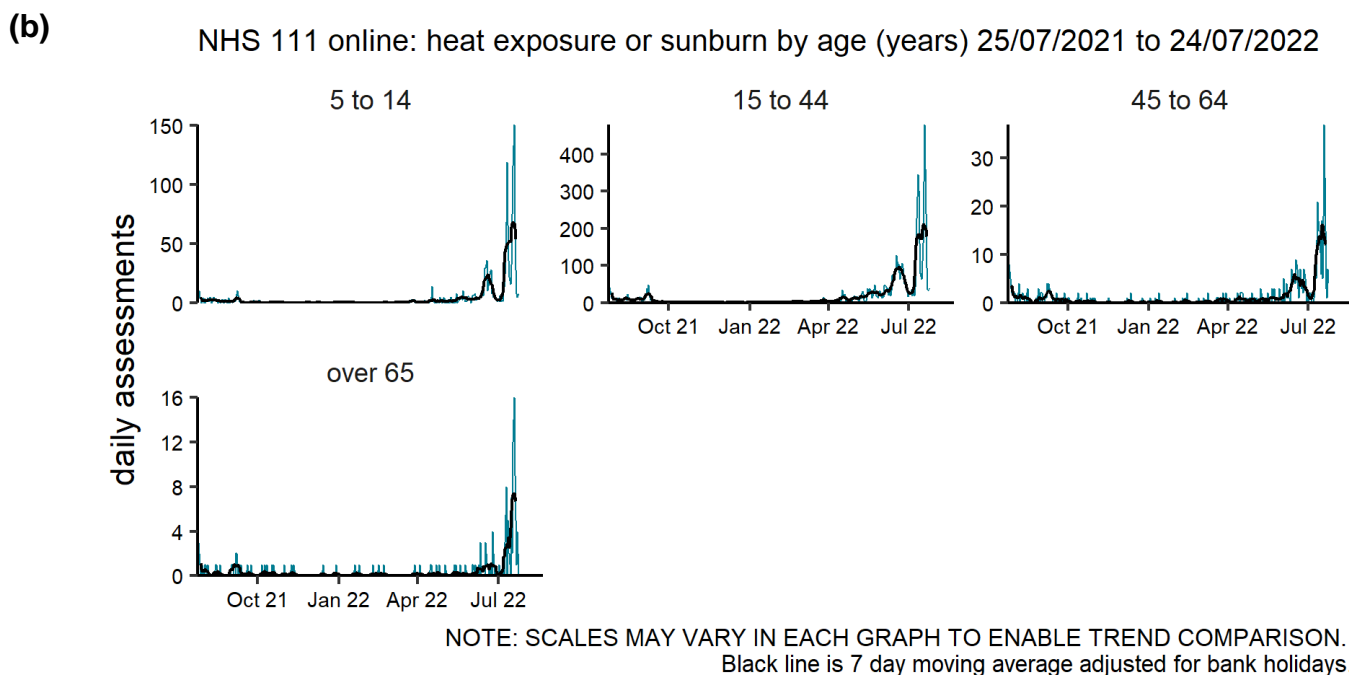 (b)
NHS 111 online: heat exposure or sunburn by age (years) 25/07/2021 to 24/07/2022
daily assessments
5 to 14
150
100
50
0
15 to 44
400
300
200
100
0
Oct 21 Jan 22 Apr 22 Jul 22
45 to 64
30
20
10
0
Oct 21 Jan 22 Apr 22 Jul 22
over 65
16
12
8
4
0
Oct 21 Jan 22 Apr 22 Jul 22
NOTE: SCALES MAY VARY IN EACH GRAPH TO ENABLE TREND COMPARISON.
Black line is 7 day moving average adjusted for bank holidays